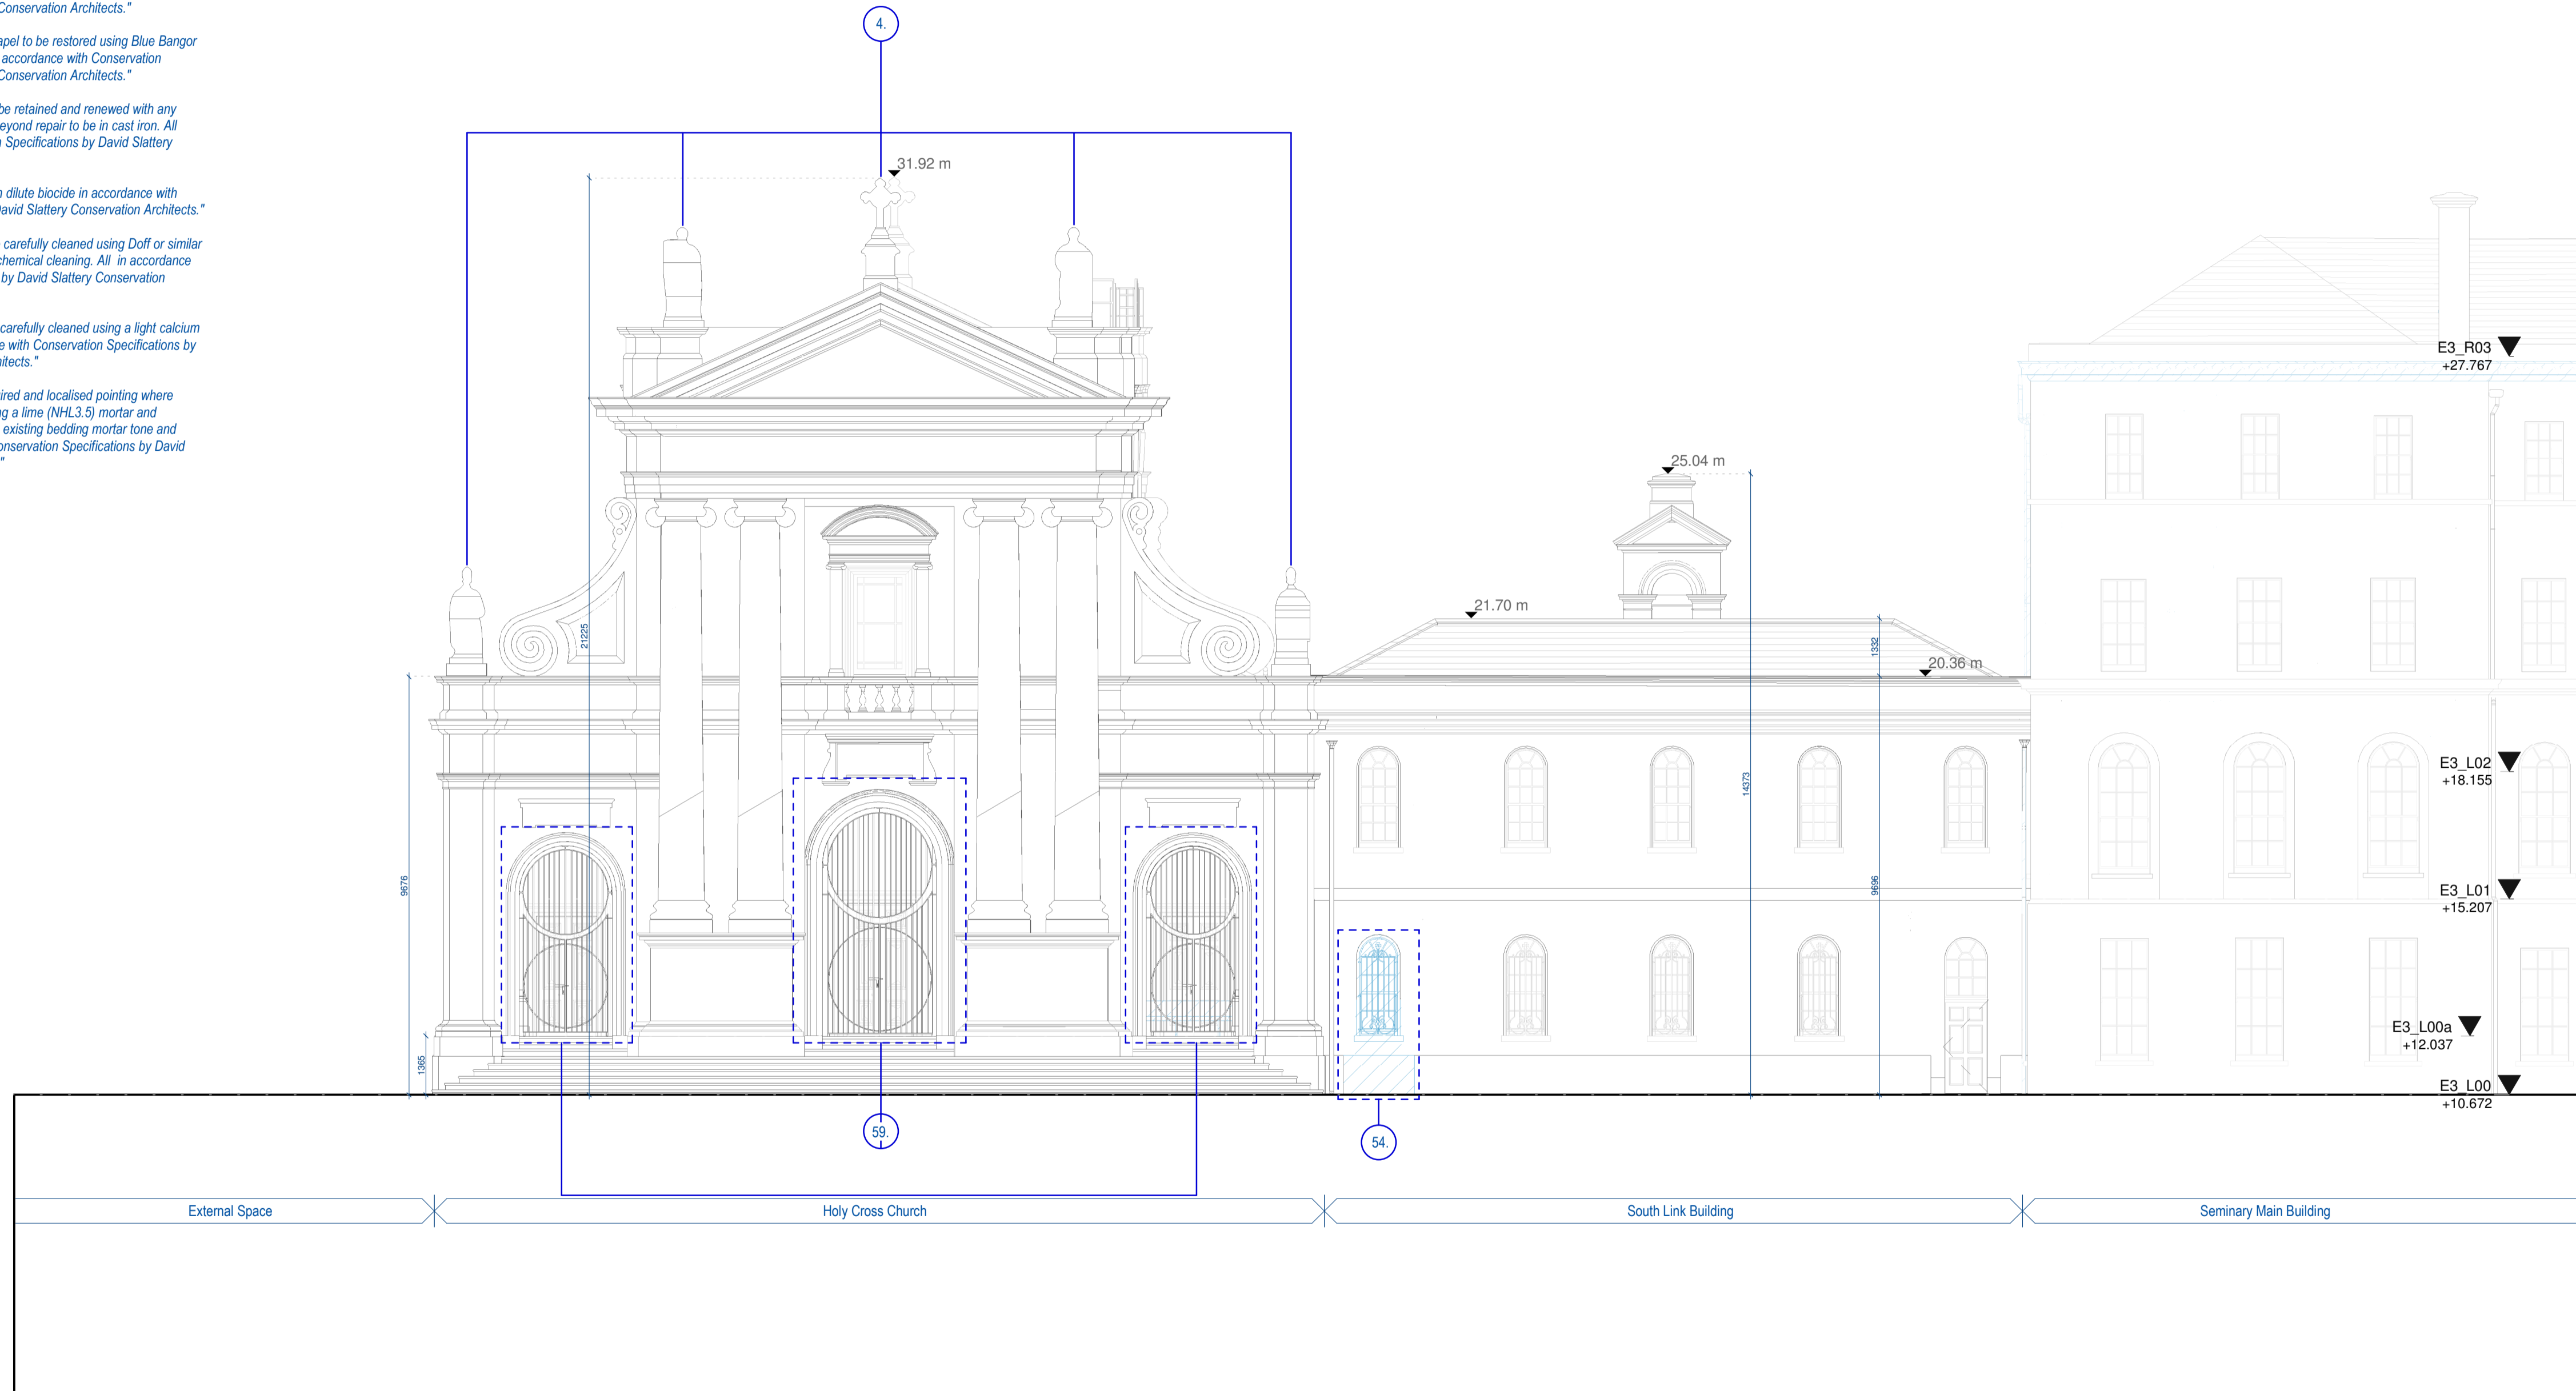 Conservation Architects."
apel to be restored using Blue Bangor
accordance with Conservation
Conservation Architects."
be retained and renewed with any
eyond repair to be in cast iron. All
n Specifications by David Slattery
n dilute biocide in accordance with
David Slattery Conservation Architects."
carefully cleaned using Doff or similar
chemical cleaning. All in accordance
by David Slattery Conservation
carefully cleaned using a light calcium
e with Conservation Specifications by
hitects."
ired and localised pointing where
ng a lime (NHL3.5) mortar and
existing bedding mortar tone and
onservation Specifications by David
"
4.
31.92 m
25.04 m
21.70 m
20.36 m
21225
9676
1365
14373
1332
9696
E3_R03
+27.767
E3_L02
+18.155
E3_L01
+15.207
E3_L00a
+12.037
E3_L00
+10.672
59.
54.
External Space
Holy Cross Church
South Link Building
Seminary Main Building